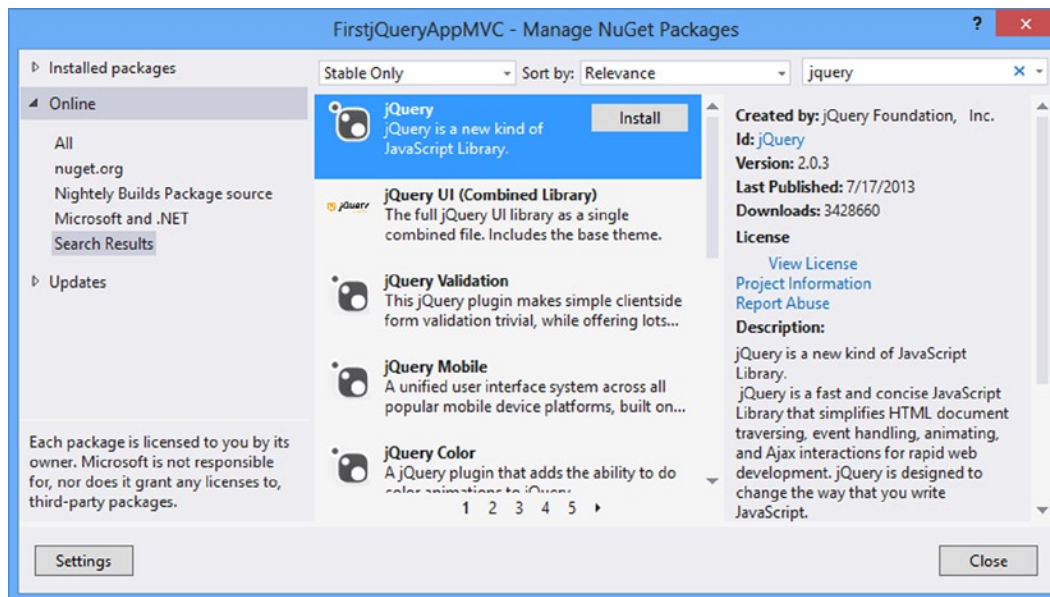 FirstjQueryAppMVC - Manage NuGet Packages
?
×
Installed packages
Online
All
nuget.org
Nightely Builds Package source
Microsoft and .NET
Search Results
Updates
Each package is licensed to you by its
owner. Microsoft is not responsible
for, nor does it grant any licenses to,
third-party packages.
Stable Only
Sort by: Relevance
jquery
jQuery
jQuery is a new kind of
JavaScript Library.
Install
jQuery
jQuery UI (Combined Library)
The full jQuery UI library as a single
combined file. Includes the base theme.
jQuery Validation
This jQuery plugin makes simple clientside
form validation trivial, while offering lots...
jQuery Mobile
A unified user interface system across all
popular mobile device platforms, built on...
jQuery Color
A jQuery plugin that adds the ability to do
color animations to jQuery
1 2 3 4 5
Created by: jQuery Foundation, Inc.
Id: jQuery
Version: 2.0.3
Last Published: 7/17/2013
Downloads: 3428660
License
View License
Project Information
Report Abuse
Description:
jQuery is a new kind of JavaScript
Library.
jQuery is a fast and concise JavaScript
Library that simplifies HTML document
traversing, event handling, animating,
and Ajax interactions for rapid web
development. jQuery is designed to
change the way that you write
JavaScript.
Settings
Close